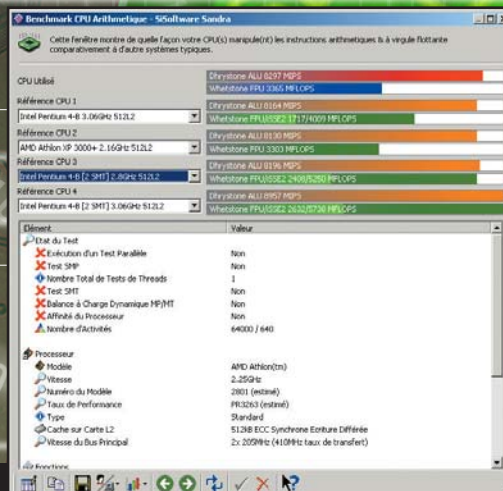 Benchmark CPU Arithmetique - SiSoftware Sandra
Cette fenêtre montre de quelle façon votre CPU(s) manipule(nt) les instructions arithmetiques & à virgule flottante
comparativement à d'autre systèmes typiques.
CPU Utilisé
Dhrystone ALU 8297 MIPS
Whetstone FPU 3365 MFLOPS
Référence CPU 1
Dhrystone ALU 8164 MIPS
Intel Pentium 4-B 3.06GHz 512L2
Whetstone FPU/iSSE2 1717/4009 MFLOPS
Référence CPU 2
Dhrystone ALU 8130 MIPS
AMD Athlon XP 3000+ 2.16GHz 512L2
Whetstone FPU 3303 MFLOPS
Référence CPU 3
Dhrystone ALU 8196 MIPS
Intel Pentium 4-B [2 SMT] 2.8GHz 512L2
Whetstone FPU/iSSE2 2408/5250 MFLOPS
Référence CPU 4
Dhrystone ALU 8957 MIPS
Intel Pentium 4-B [2 SMT] 3.06GHz 512L2
Whetstone FPU/iSSE2 2632/5738 MFLOPS
Elément Valeur
Etat du Test
Exécution d'un Test Parallèle Non
Test SMP Non
Nombre Total de Tests de Threads 1
Test SMT Non
Balance à Charge Dynamique MP/MT Non
Affinité du Processeur Non
Nombre d'Activités 64000 / 640
Processeur
Modèle AMD Athlon(tm)
Vitesse 2.25GHz
Numéro du Modèle 2801 (estimé)
Taux de Performance PR3263 (estimé)
Type Standard
Cache sur Carte L2 512kB ECC Synchrone Ecriture Différée
Vitesse du Bus Principal 2x 205MHz (410MHz taux de transfert)
Fonctions